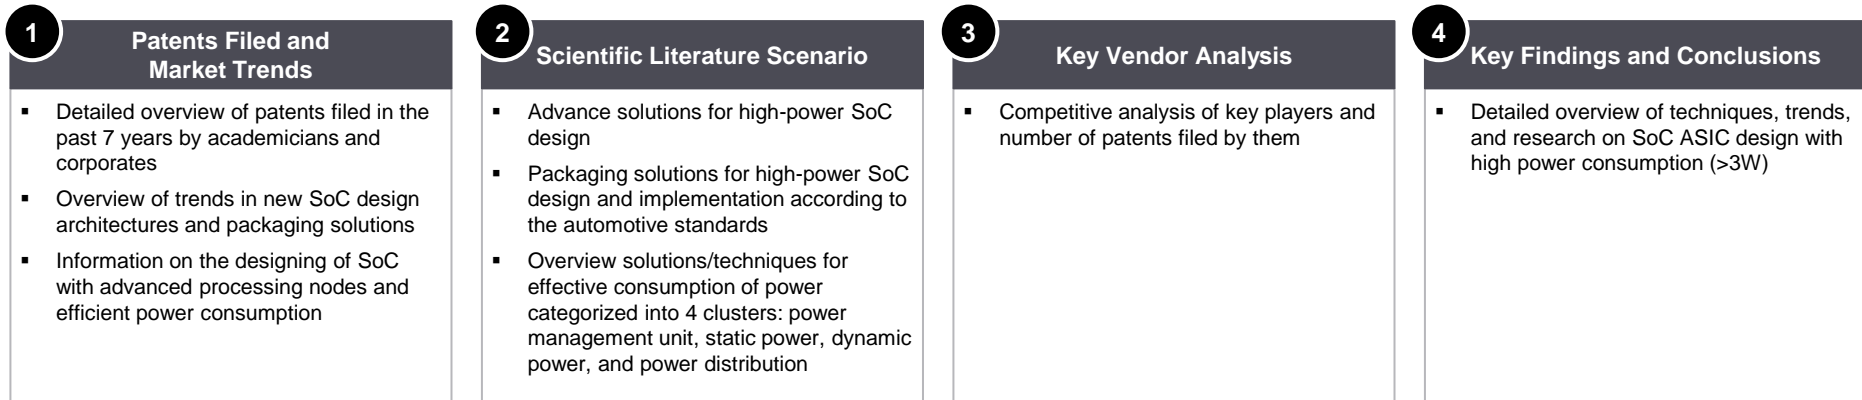 1
Patents Filed and
Market Trends
▪ Detailed overview of patents filed in the
past 7 years by academicians and
corporates
▪ Overview of trends in new SoC design
architectures and packaging solutions
▪ Information on the designing of SoC
with advanced processing nodes and
efficient power consumption
2
Scientific Literature Scenario
▪ Advance solutions for high-power SoC
design
▪ Packaging solutions for high-power SoC
design and implementation according to
the automotive standards
▪ Overview solutions/techniques for
effective consumption of power
categorized into 4 clusters: power
management unit, static power, dynamic
power, and power distribution
3
Key Vendor Analysis
▪ Competitive analysis of key players and
number of patents filed by them
4
Key Findings and Conclusions
▪ Detailed overview of techniques, trends,
and research on SoC ASIC design with
high power consumption (>3W)